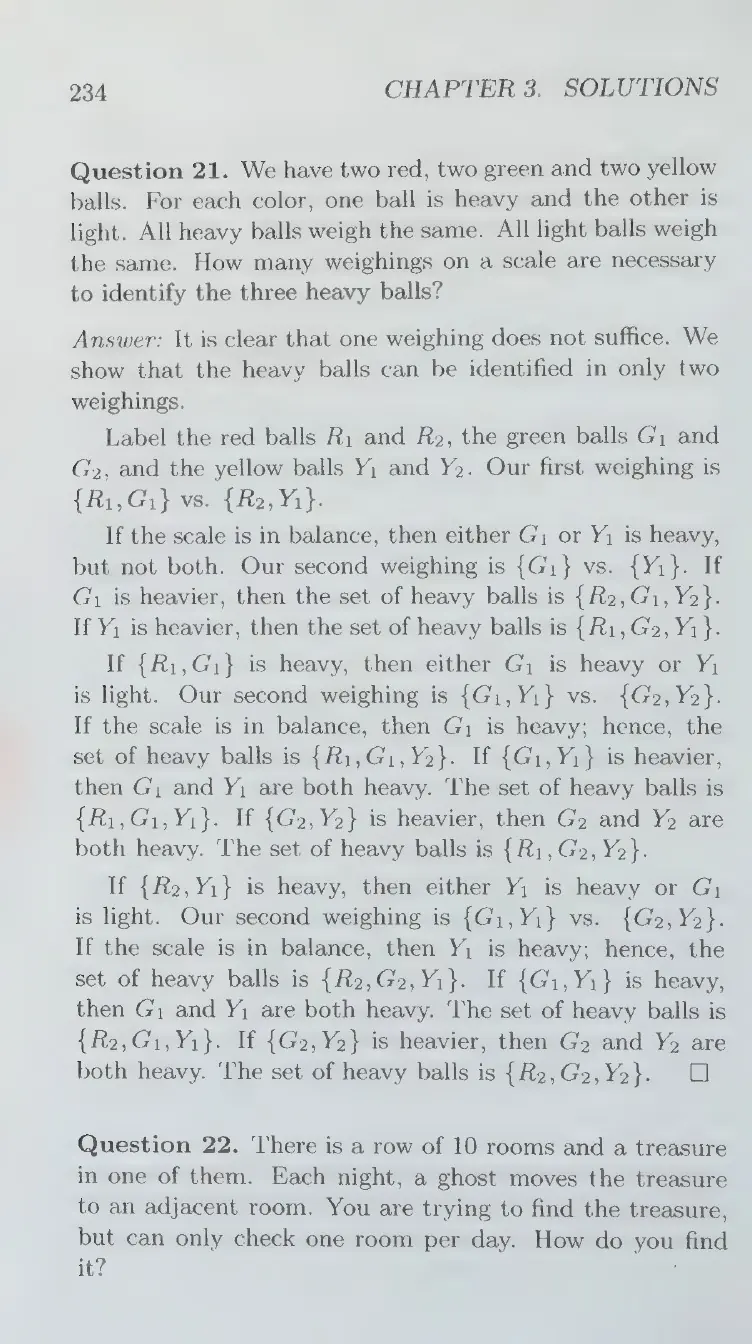 234 CHAPTER 3. SOLUTIONS
Question 21. We have two red, two green and two yellow
balls. For each color, one ball is heavy and the other is
light. All heavy balls weigh the same. All light balls weigh
the same. How many weighings on a scale are necessary
to identify the three heavy balls?
Answer: It is clear that one weighing does not suffice. We
show that the heavy balls can be identified in only two
weighings.
Label the red balls R1 and R2, the green balls G1 and
G2, and the yellow balls Y1 and Y2. Our first weighing is
{R1, G1} vs. {R2, Y1}.
If the scale is in balance, then either G1 or Y1 is heavy,
but not both. Our second weighing is {G1} vs. {Y1}. If
G1 is heavier, then the set of heavy balls is {R2, G1, Y2}.
If Y1 is heavier, then the set of heavy balls is {R1, G2, Y1}.
If {R1, G1} is heavy, then either G1 is heavy or Y1
is light. Our second weighing is {G1, Y1} vs. {G2, Y2}.
If the scale is in balance, then G1 is heavy; hence, the
set of heavy balls is {R1, G1, Y2}. If {G1, Y1} is heavier,
then G1 and Y1 are both heavy. The set of heavy balls is
{R1, G1, Y1}. If {G2, Y2} is heavier, then G2 and Y2 are
both heavy. The set of heavy balls is {R1, G2, Y2}.
If {R2, Y1} is heavy, then either Y1 is heavy or G1
is light. Our second weighing is {G1, Y1} vs. {G2, Y2}.
If the scale is in balance, then Y1 is heavy; hence, the
set of heavy balls is {R2, G2, Y1}. If {G1, Y1} is heavy,
then G1 and Y1 are both heavy. The set of heavy balls is
{R2, G1, Y1}. If {G2, Y2} is heavier, then G2 and Y2 are
both heavy. The set of heavy balls is {R2, G2, Y2}. □
Question 22. There is a row of 10 rooms and a treasure
in one of them. Each night, a ghost moves the treasure
to an adjacent room. You are trying to find the treasure,
but can only check one room per day. How do you find
it?